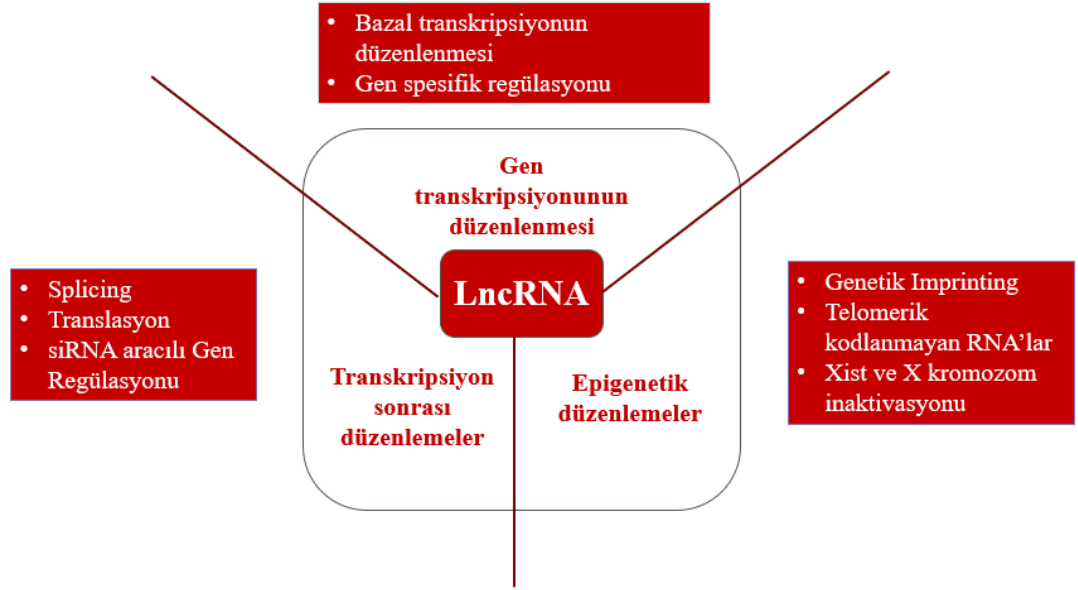 • Bazal transkripsiyonun
düzenlenmesi
• Gen spesifik regülasyonu
Gen
transkripsiyonunun
düzenlenmesi
LncRNA
• Splicing
• Translasyon
• siRNA aracılı Gen
Regülasyonu
• Genetik Imprinting
• Telomerik
kodlanmayan RNA’lar
• Xist ve X kromozom
inaktivasyonu
Transkripsiyon
sonrası
düzenlemeler
Epigenetik
düzenlemeler